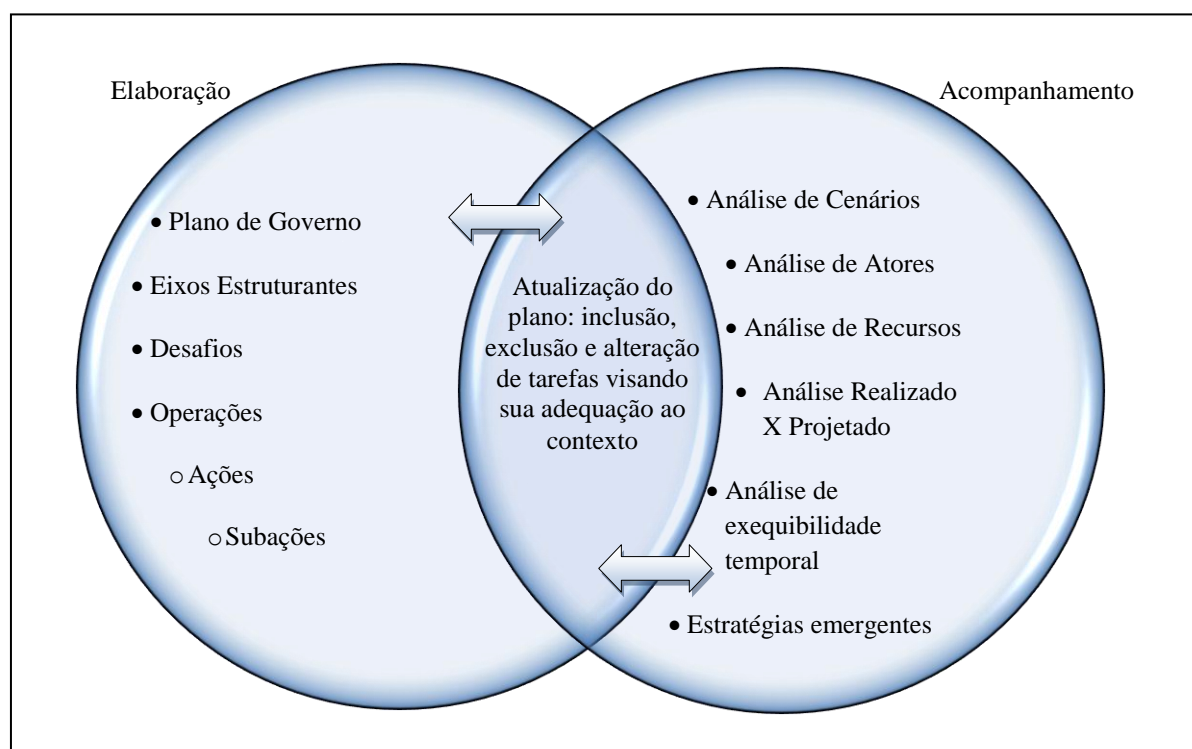 Elaboração
Acompanhamento
• Plano de Governo
• Eixos Estruturantes
• Desafios
• Operações
o Ações
o Subações
Atualização do
plano: inclusão,
exclusão e alteração
de tarefas visando
sua adequação ao
contexto
• Análise de Cenários
• Análise de Atores
• Análise de Recursos
• Análise Realizado
X Projetado
• Análise de
exequibilidade
temporal
• Estratégias emergentes